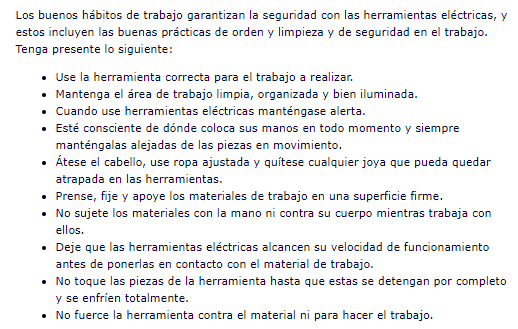 Los buenos hábitos de trabajo garantizan la seguridad con las herramientas eléctricas, y
estos incluyen las buenas prácticas de orden y limpieza y de seguridad en el trabajo.
Tenga presente lo siguiente:
• Use la herramienta correcta para el trabajo a realizar.
• Mantenga el área de trabajo limpia, organizada y bien iluminada.
• Cuando use herramientas eléctricas manténgase alerta.
• Esté consciente de dónde coloca sus manos en todo momento y siempre
manténgalas alejadas de las piezas en movimiento.
• Átese el cabello, use ropa ajustada y quítese cualquier joya que pueda quedar
atrapada en las herramientas.
• Prense, fije y apoye los materiales de trabajo en una superficie firme.
• No sujete los materiales con la mano ni contra su cuerpo mientras trabaja con
ellos.
• Deje que las herramientas eléctricas alcancen su velocidad de funcionamiento
antes de ponerlas en contacto con el material de trabajo.
• No toque las piezas de la herramienta hasta que estas se detengan por completo
y se enfríen totalmente.
• No fuerce la herramienta contra el material ni para hacer el trabajo.